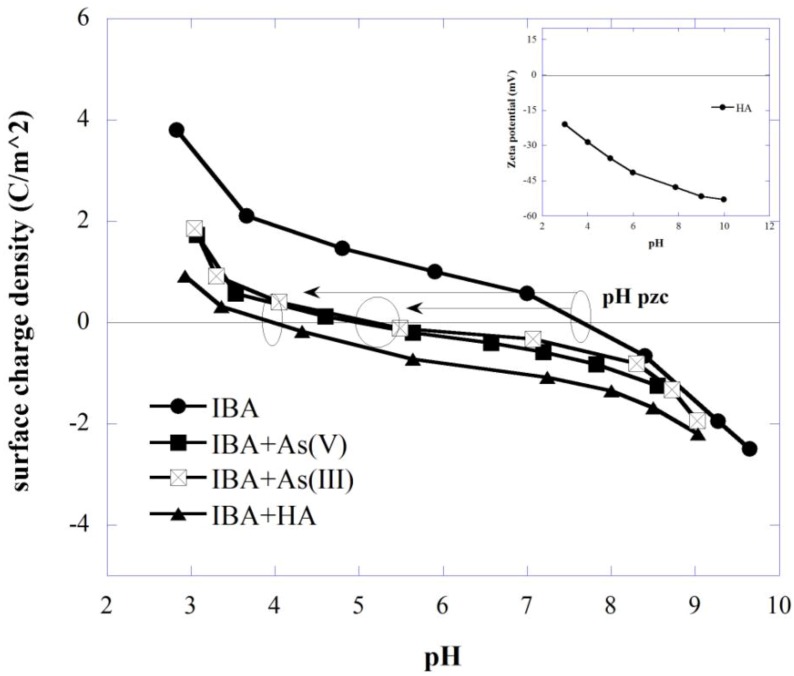 6
4
2
0
-2
-4
surface charge density (C/m^2)
2 3 4 5 6 7 8 9 10
pH
pH pzc
IBA
IBA+As(V)
IBA+As(III)
IBA+HA
15
0
-15
-30
-45
-60
Zeta potential (mV)
2 4 6 8 10 12
pH
HA